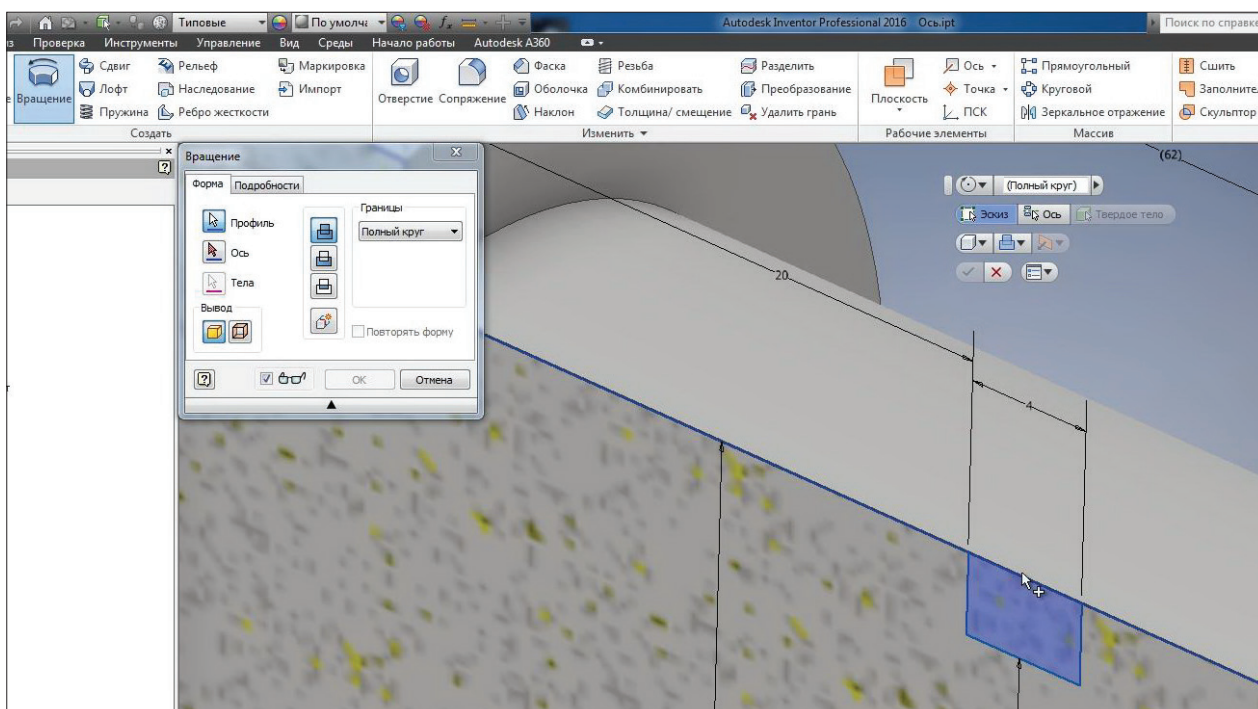 Типовые По умолча fx Autodesk Inventor Professional 2016 Ось.ipt Поиск по справке
Проверка Инструменты Управление Вид Среды Начало работы Autodesk A360
Сдвиг Рельеф Маркировка Фаска Резьба Разделить Ось Прямоугольный Сшить
Лофт Наследование Импорт Оболочка Комбинировать Преобразование Точка Круговой
Вращение Отверстие Сопряжение Плоскость
Пружина Ребро жесткости Наклон Толщина/ смещение Удалить грань ПСК Зеркальное отражение Скульптор
Создать Изменить Рабочие элементы Массив
Вращение
(62)
Форма Подробности
(Полный круг)
Границы
Профиль
Эскиз Ось Твердое тело
Полный круг
Ось
20
Тела
Вывод
Повторять форму
ОК Отмена
4